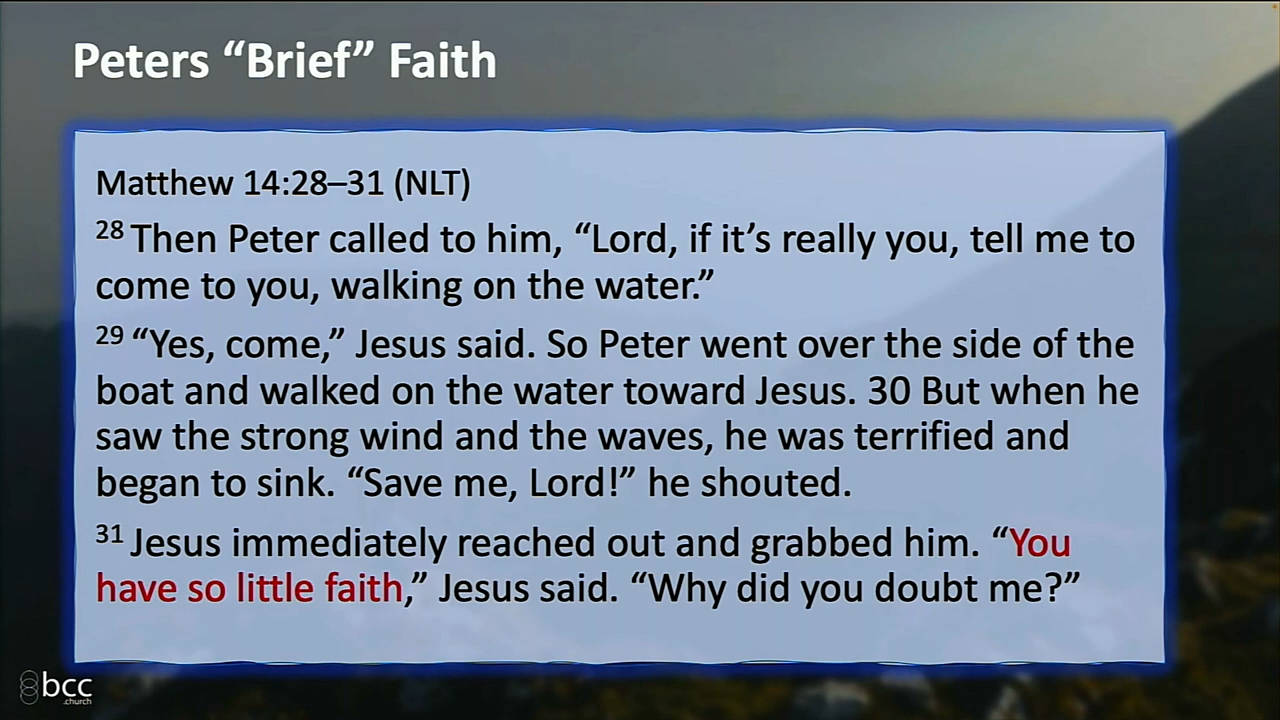 Peters “Brief” Faith
Matthew 14:28–31 (NLT)
28 Then Peter called to him, “Lord, if it’s really you, tell me to
come to you, walking on the water.”
29 “Yes, come,” Jesus said. So Peter went over the side of the
boat and walked on the water toward Jesus. 30 But when he
saw the strong wind and the waves, he was terrified and
began to sink. “Save me, Lord!” he shouted.
31 Jesus immediately reached out and grabbed him. “You
have so little faith,” Jesus said. “Why did you doubt me?”
bcc
.church